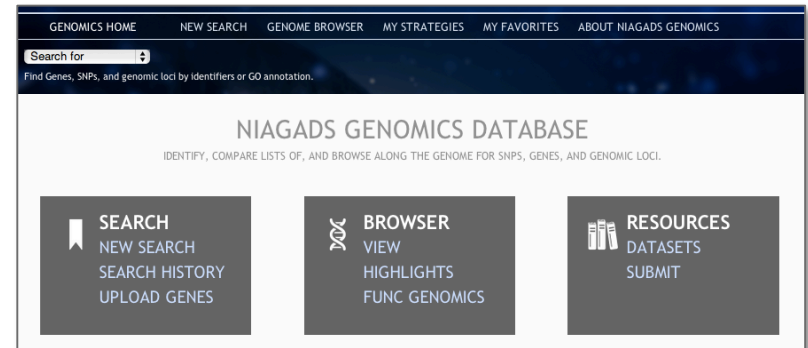 GENOMICS HOME NEW SEARCH GENOME BROWSER MY STRATEGIES MY FAVORITES ABOUT NIAGADS GENOMICS
Search for
Find Genes, SNPs, and genomic loci by identifiers or GO annotation.
NIAGADS GENOMICS DATABASE
IDENTIFY, COMPARE LISTS OF, AND BROWSE ALONG THE GENOME FOR SNPS, GENES, AND GENOMIC LOCI.
SEARCH
NEW SEARCH
SEARCH HISTORY
UPLOAD GENES
BROWSER
VIEW
HIGHLIGHTS
FUNC GENOMICS
RESOURCES
DATASETS
SUBMIT